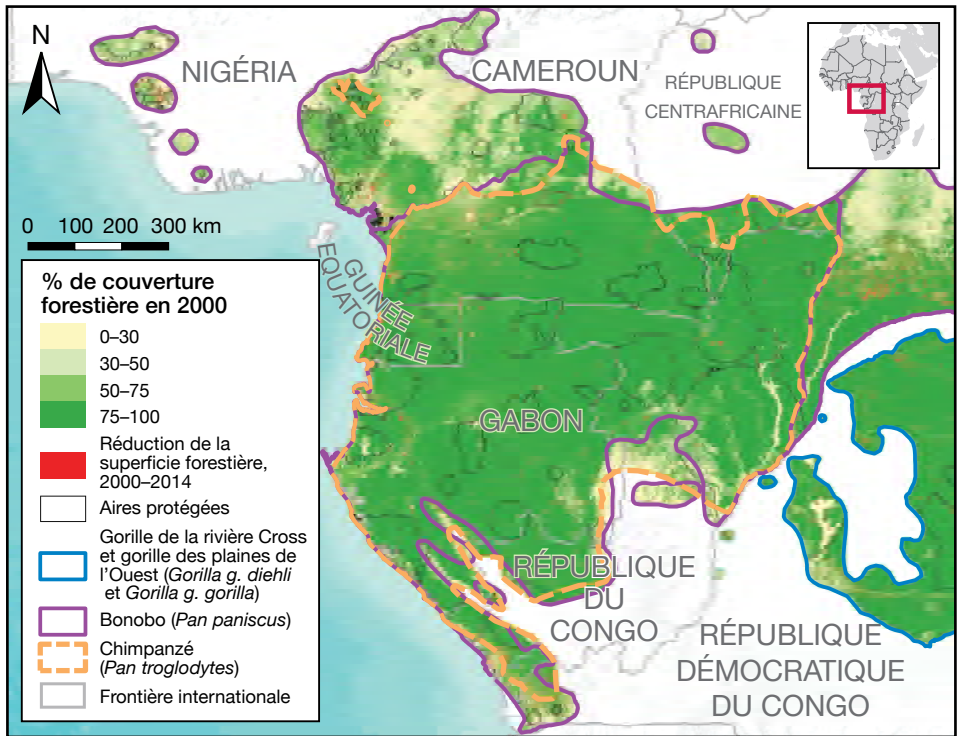 N
NIGÉRIA
CAMEROUN
RÉPUBLIQUE
CENTRAFRICAINE
0 100 200 300 km
GUINÉE
EQUATORIALE
GABON
RÉPUBLIQUE
DU
CONGO
RÉPUBLIQUE
DÉMOCRATIQUE
DU CONGO
% de couverture
forestière en 2000
0–30
30–50
50–75
75–100
Réduction de la
superficie forestière,
2000–2014
Aires protégées
Gorille de la rivière Cross
et gorille des plaines de
l’Ouest (Gorilla g. diehli
et Gorilla g. gorilla)
Bonobo (Pan paniscus)
Chimpanzé
(Pan troglodytes)
Frontière internationale